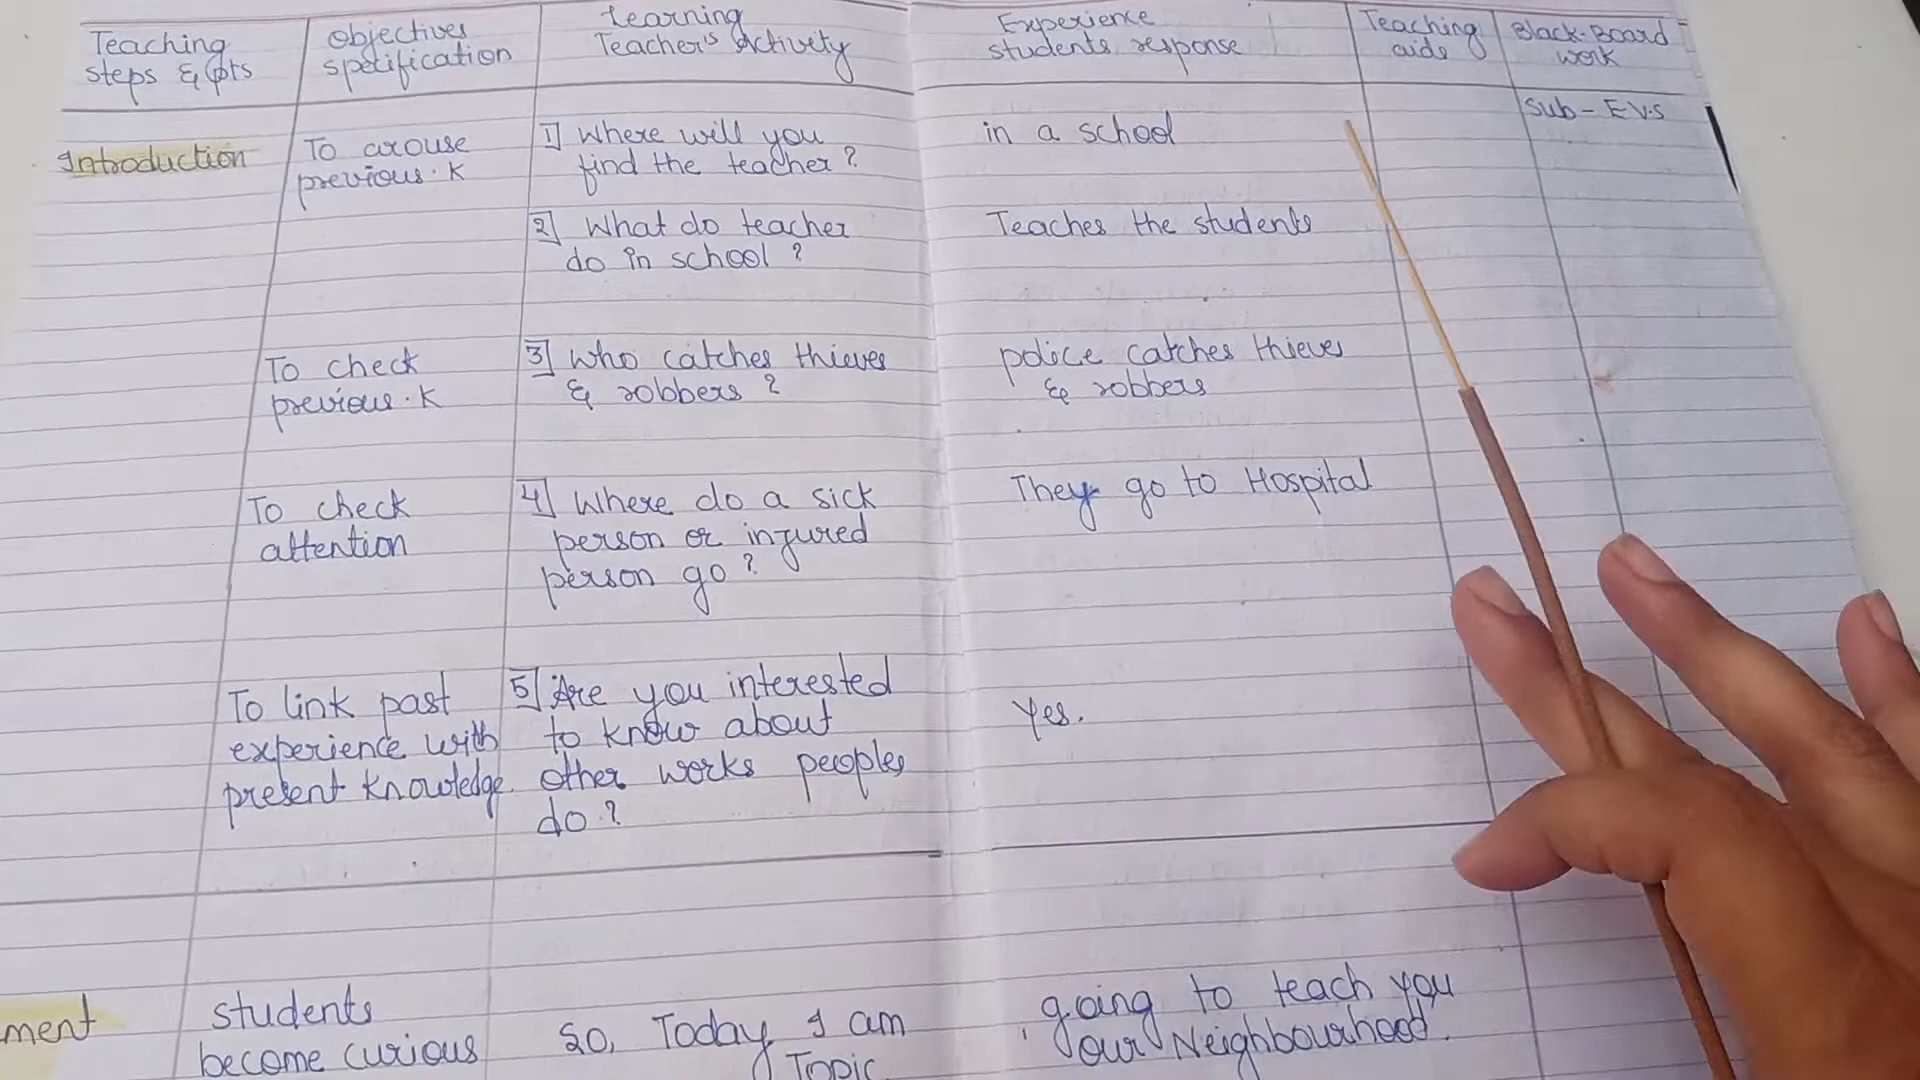 Teaching
steps & pts
objectives
specification
Learning
Teacher's Activity
Experience
students response
Teaching
aids
Black-Board
work
Sub - E.V.S
Introduction
To arouse
previous. K
1] Where will you
find the teacher?
in a school
2] What do teacher
do in school?
Teaches the students
To check
previous. K
3] Who catches thieves
& robbers?
police catches thieves
& robbers
To check
attention
4] Where do a sick
person or injured
person go?
They go to Hospital
To link past
experience with
present knowledge.
5] Are you interested
to know about
other works peoples
do?
Yes.
ment
students
become curious
So, Today I am
Topic
going to teach you
our Neighbourhood.